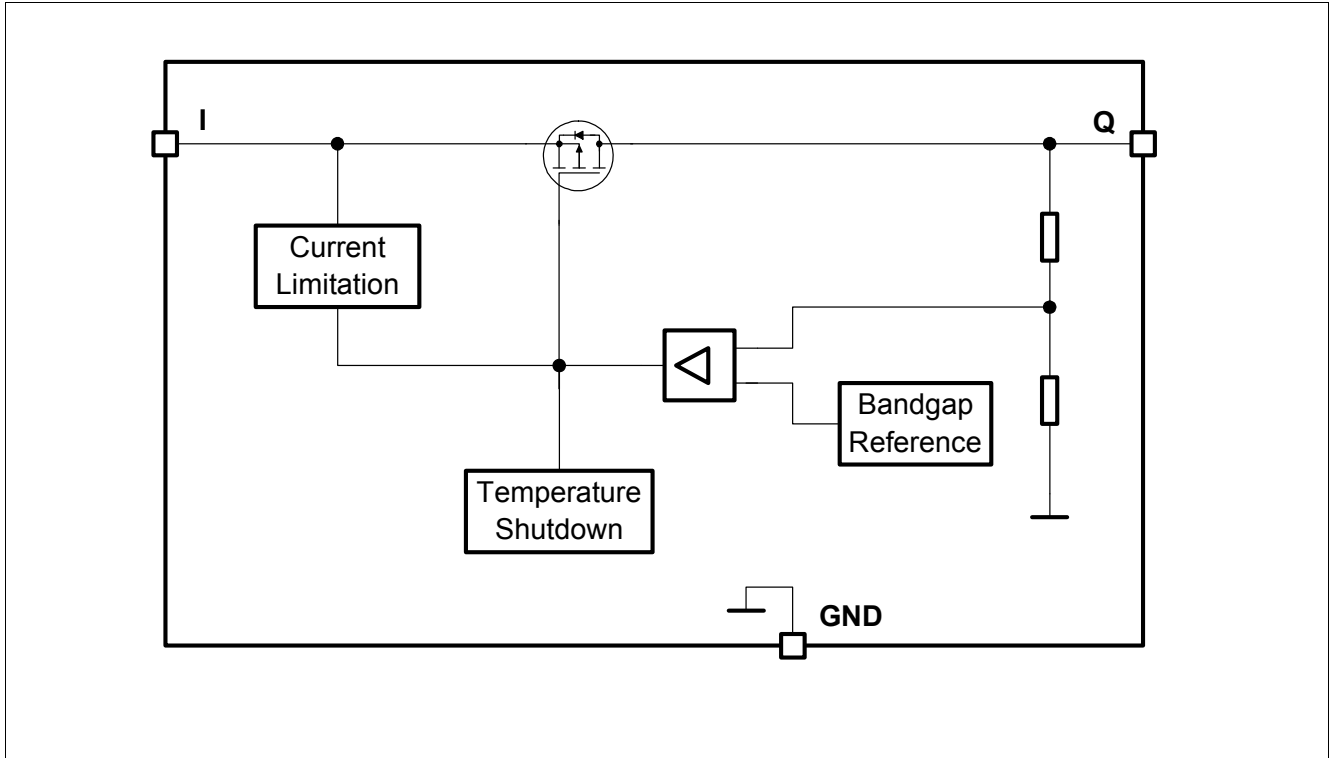 I
Q
Current
Limitation
Bandgap
Reference
Temperature
Shutdown
GND